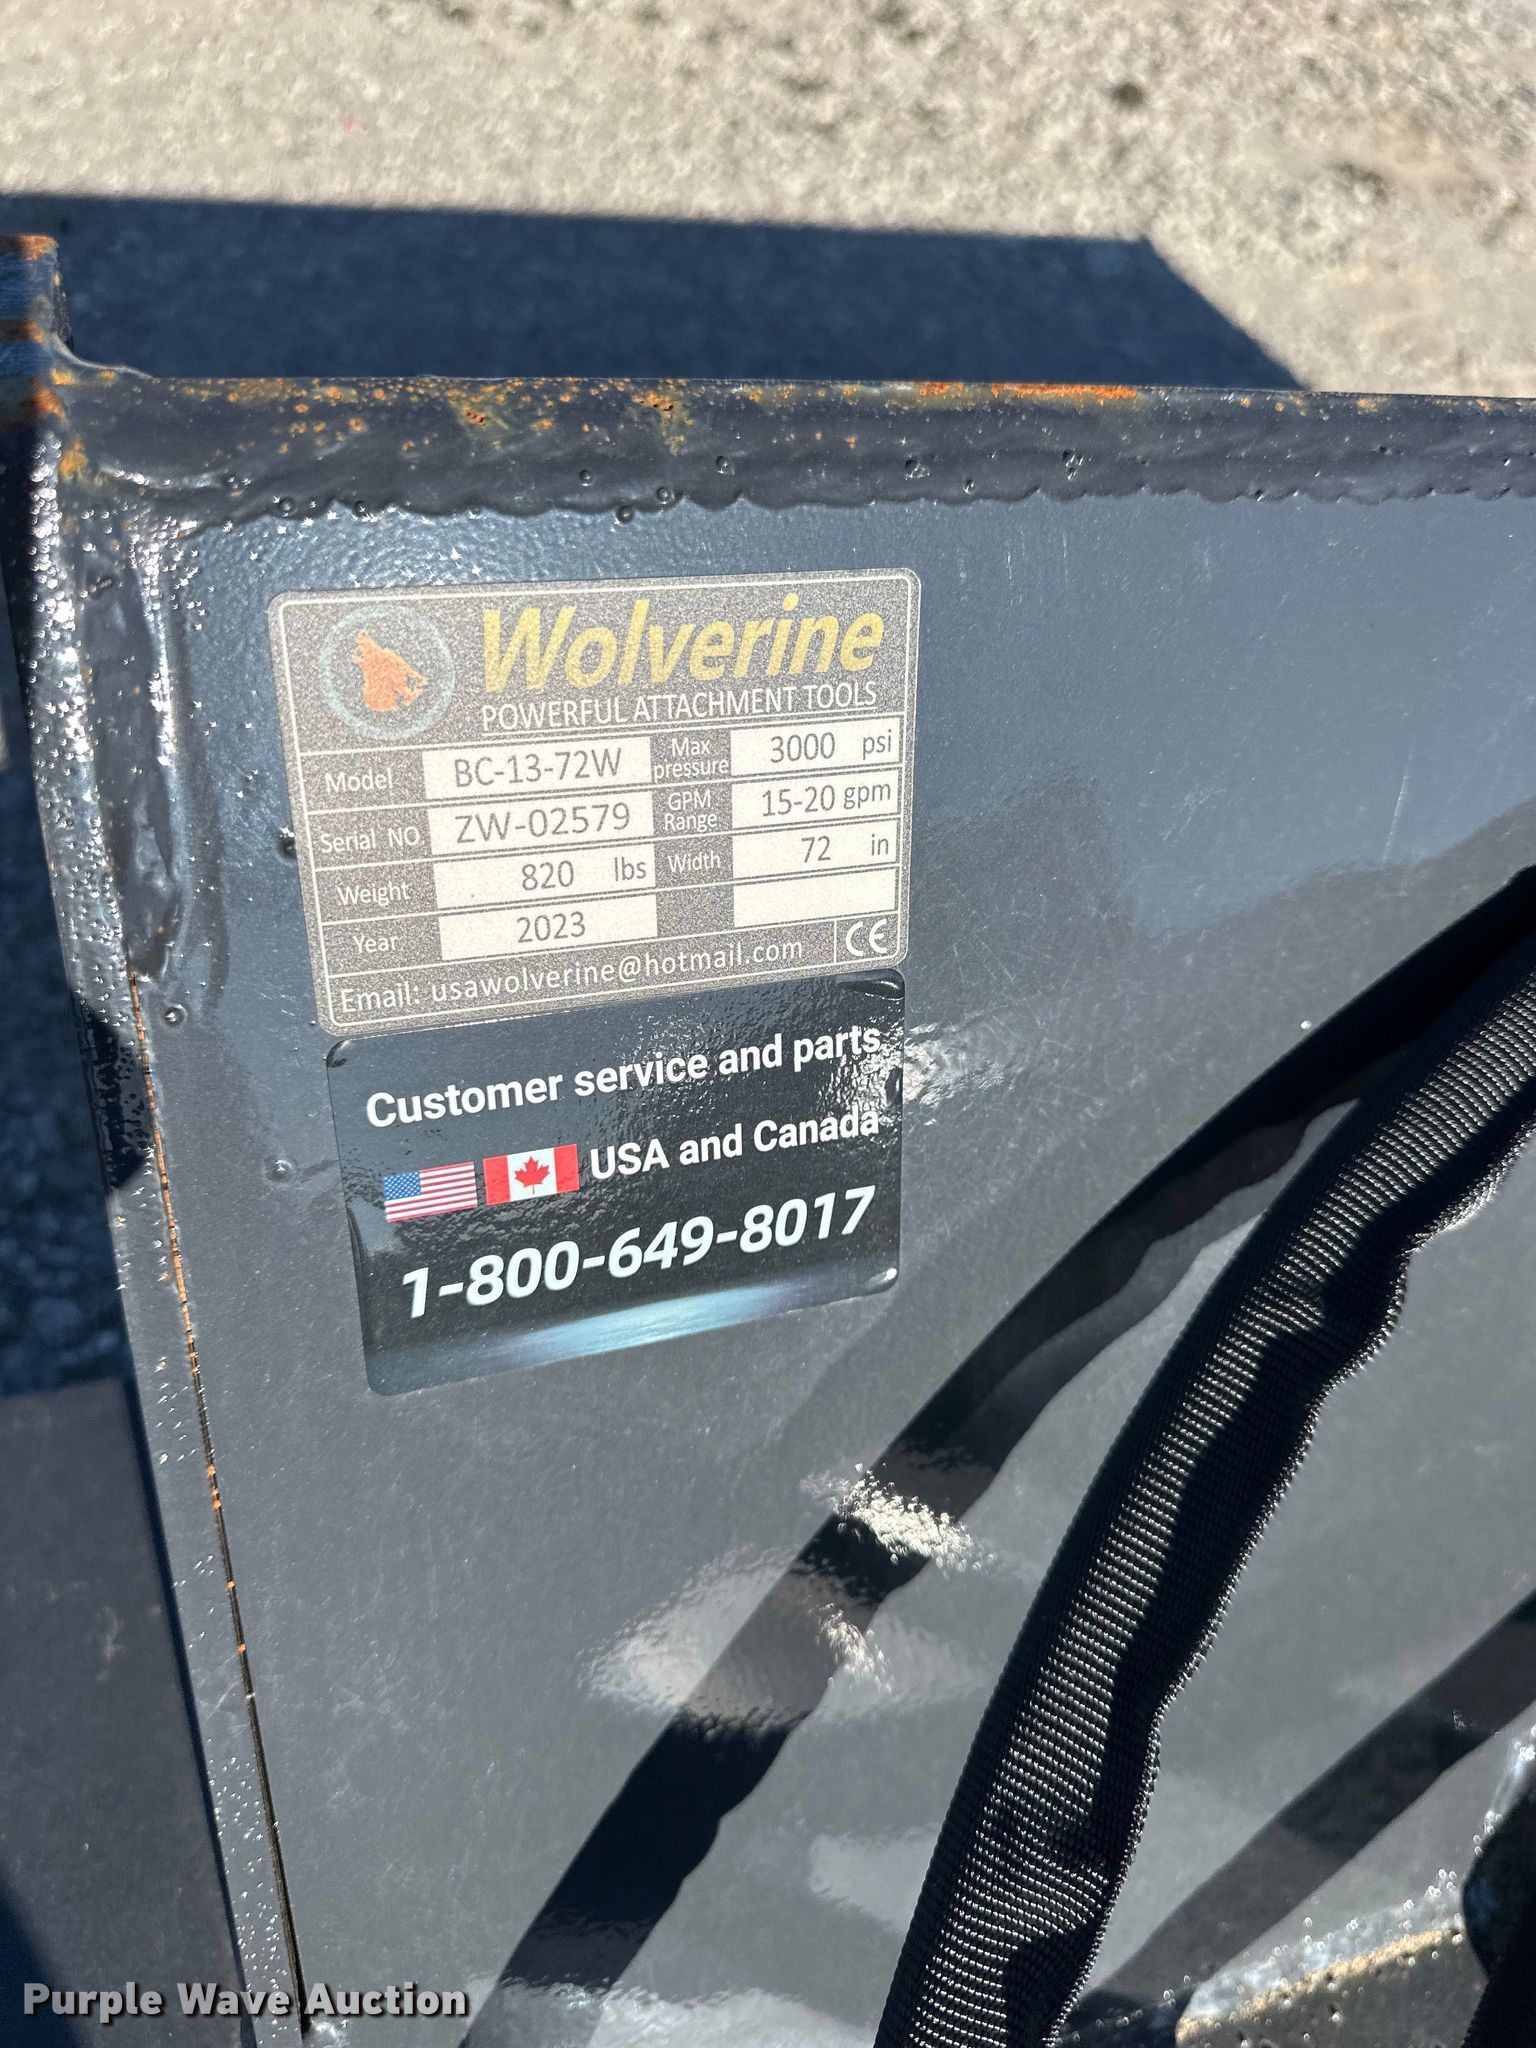 Wolverine
POWERFUL ATTACHMENT TOOLS
Model BC-13-72W Max pressure 3000 psi
Serial NO. ZW-02579 GPM Range 15-20 gpm
Weight 820 lbs Width 72 in
Year 2023
Email: usawolverine@hotmail.com CE
Customer service and parts
USA and Canada
1-800-649-8017
Purple Wave Auction